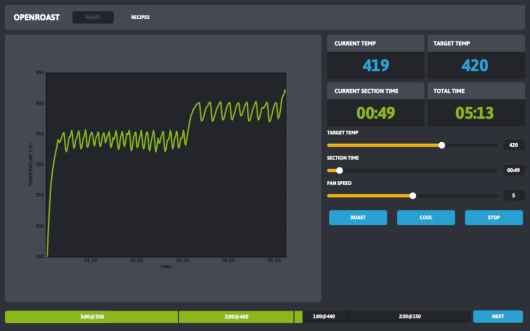 OPENROAST
ROAST
RECIPES
CURRENT TEMP
TARGET TEMP
419
420
CURRENT SECTION TIME
TOTAL TIME
00:49
05:13
TARGET TEMP
420
SECTION TIME
00:49
FAN SPEED
5
ROAST
COOL
STOP
450
400
350
300
250
200
150
TEMPERATURE (°F)
01:00
02:00
03:00
04:00
05:00
TIME
3:00@350
2:00@400
1:00@440
2:30@150
NEXT